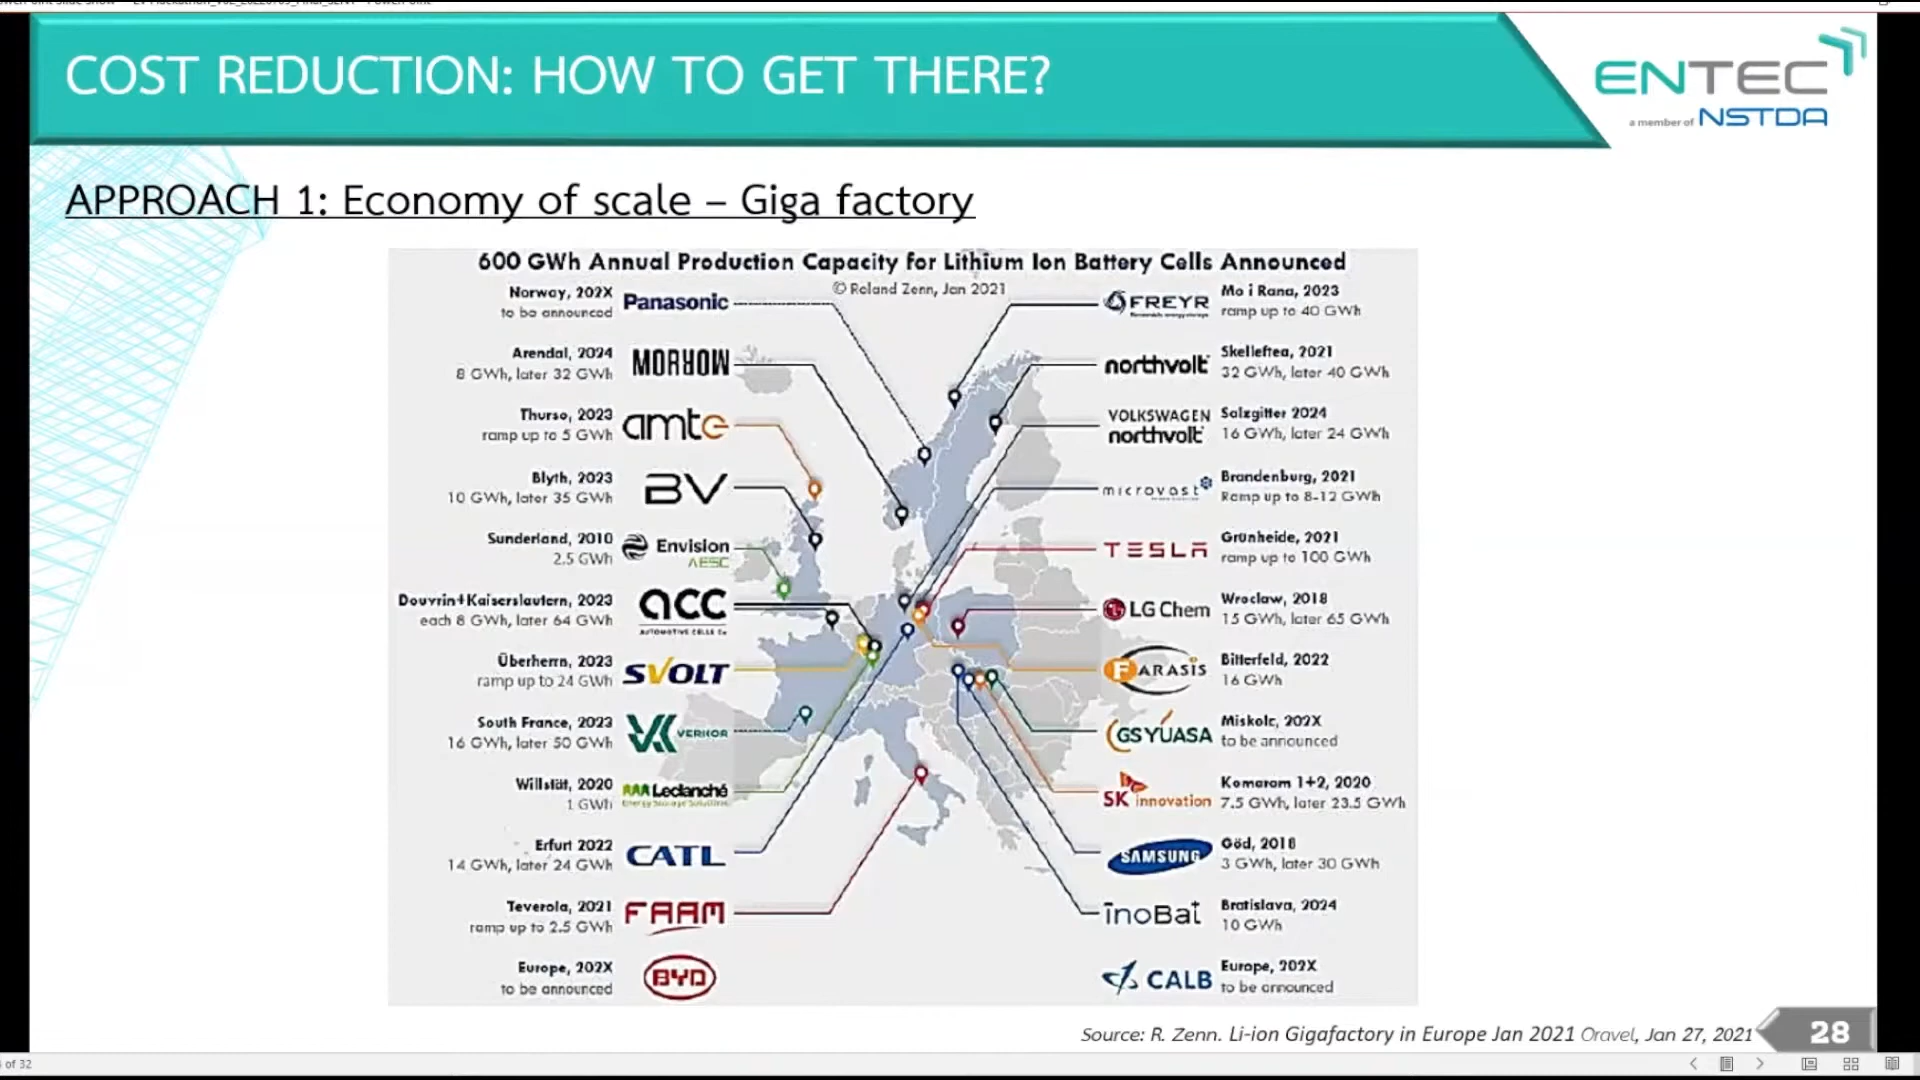 COST REDUCTION: HOW TO GET THERE?
ENTEC
a member of NSTDA
APPROACH 1: Economy of scale – Giga factory
600 GWh Annual Production Capacity for Lithium Ion Battery Cells Announced
© Roland Zenn, Jan 2021
Norway, 202X
to be announced
Panasonic
Arendal, 2024
8 GWh, later 32 GWh
MORROW
Thurso, 2023
ramp up to 5 GWh
amte
Blyth, 2023
10 GWh, later 35 GWh
BV
Sunderland, 2010
2.5 GWh
Envision
AESC
Douvrin+Kaiserslautern, 2023
each 8 GWh, later 64 GWh
acc
AUTOMOTIVE CELLS Co
Überherrn, 2023
ramp up to 24 GWh
SVOLT
South France, 2023
16 GWh, later 50 GWh
VERKOR
Willstät, 2020
1 GWh
Leclanché
Energy Storage Solutions
Erfurt 2022
14 GWh, later 24 GWh
CATL
Teverola, 2021
ramp up to 2.5 GWh
FAAM
Europe, 202X
to be announced
BYD
FREYR
Mo i Rana, 2023
ramp up to 40 GWh
northvolt
Skelleftea, 2021
32 GWh, later 40 GWh
VOLKSWAGEN
northvolt
Salzgitter 2024
16 GWh, later 24 GWh
microvast
Brandenburg, 2021
Ramp up to 8-12 GWh
TESLA
Grünheide, 2021
ramp up to 100 GWh
LG Chem
Wroclaw, 2018
15 GWh, later 65 GWh
FARASIS
Bitterfeld, 2022
16 GWh
GS YUASA
Miskolc, 202X
to be announced
SK innovation
Komarom 1+2, 2020
7.5 GWh, later 23.5 GWh
SAMSUNG
Göd, 2018
3 GWh, later 30 GWh
inoBat
Bratislava, 2024
10 GWh
CALB
Europe, 202X
to be announced
Source: R. Zenn. Li-ion Gigafactory in Europe Jan 2021 Oravel, Jan 27, 2021
28
of 32